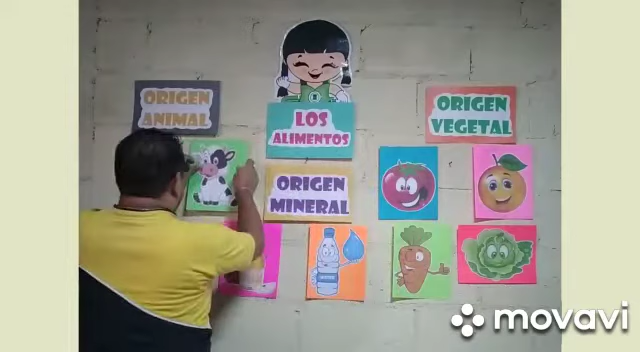 ORIGEN
ANIMAL
LOS
ALIMENTOS
ORIGEN
VEGETAL
ORIGEN
MINERAL
movavi